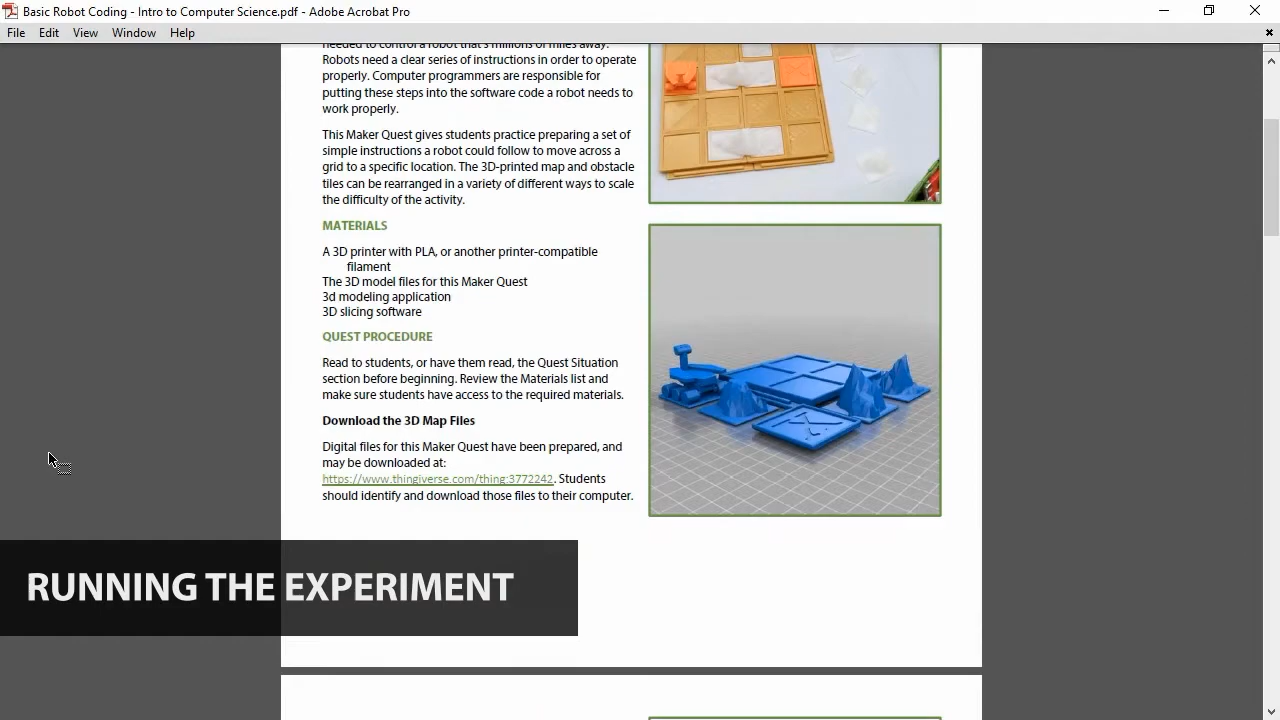 Basic Robot Coding - Intro to Computer Science.pdf - Adobe Acrobat Pro
File Edit View Window Help
needed to control a robot that's millions of miles away.
Robots need a clear series of instructions in order to operate
properly. Computer programmers are responsible for
putting these steps into the software code a robot needs to
work properly.
This Maker Quest gives students practice preparing a set of
simple instructions a robot could follow to move across a
grid to a specific location. The 3D-printed map and obstacle
tiles can be rearranged in a variety of different ways to scale
the difficulty of the activity.
MATERIALS
A 3D printer with PLA, or another printer-compatible
filament
The 3D model files for this Maker Quest
3d modeling application
3D slicing software
QUEST PROCEDURE
Read to students, or have them read, the Quest Situation
section before beginning. Review the Materials list and
make sure students have access to the required materials.
Download the 3D Map Files
Digital files for this Maker Quest have been prepared, and
may be downloaded at:
https://www.thingiverse.com/thing:3772242. Students
should identify and download those files to their computer.
RUNNING THE EXPERIMENT